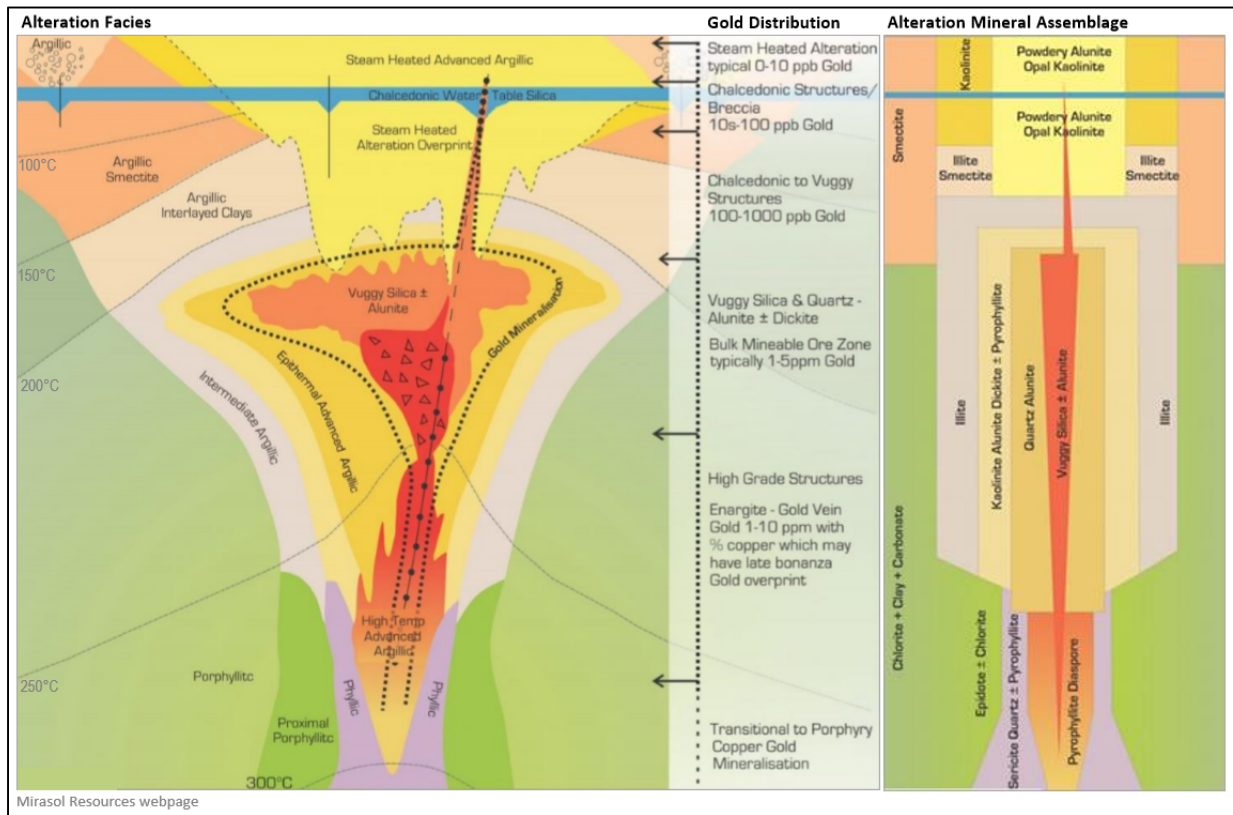 Alteration Facies
Gold Distribution
Alteration Mineral Assemblage
Argillic
Steam Heated Advanced Argillic
Chalcedonic Water Table Silica
Steam Heated
Alteration Overprint
100°C
Argillic
Smectite
Argillic
Interlayed Clays
150°C
Vuggy Silica ±
Alunite
Gold Mineralisation
Epithermal Advanced
Argillic
Intermediate Argillic
200°C
High Temp
Advanced
Argillic
250°C
Porphyllitc
Phyllic
Phyllic
Proximal
Porphyllitc
300°C
Steam Heated Alteration
typical 0-10 ppb Gold
Chalcedonic Structures/
Breccia
10s-100 ppb Gold
Chalcedonic to Vuggy
Structures
100-1000 ppb Gold
Vuggy Silica & Quartz -
Alunite ± Dickite
Bulk Mineable Ore Zone
typically 1-5ppm Gold
High Grade Structures
Enargite - Gold Vein
Gold 1-10 ppm with
% copper which may
have late bonanza
Gold overprint
Transitional to Porphyry
Copper Gold
Mineralisation
Kaolinite
Powdery Alunite
Opal Kaolinite
Powdery Alunite
Opal Kaolinite
Smectite
Illite
Smectite
Illite
Smectite
Illite
Kaolinite Alunite Dickite ± Pyrophyllite
Quartz Alunite
Vuggy Silica ± Alunite
Illite
Chlorite + Clay + Carbonate
Epidote ± Chlorite
Sericite Quartz ± Pyrophyllite
Pyrophyllite Diaspore
Mirasol Resources webpage